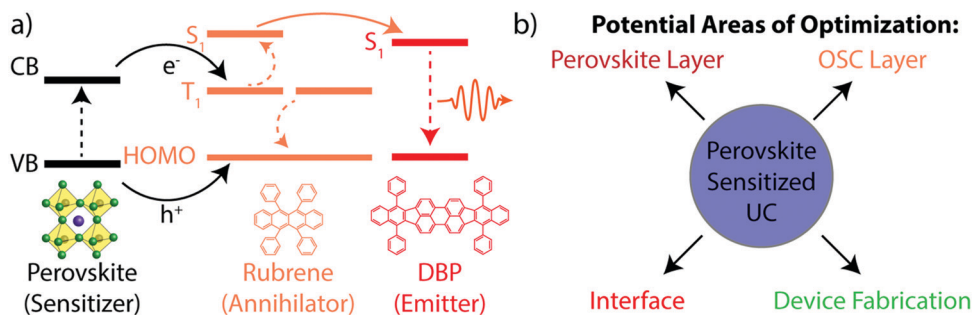 a)
S1
S1
CB
e-
T1
VB
HOMO
h+
Perovskite
(Sensitizer)
Rubrene
(Annihilator)
DBP
(Emitter)
b)
Potential Areas of Optimization:
Perovskite Layer
OSC Layer
Perovskite
Sensitized
UC
Interface
Device Fabrication